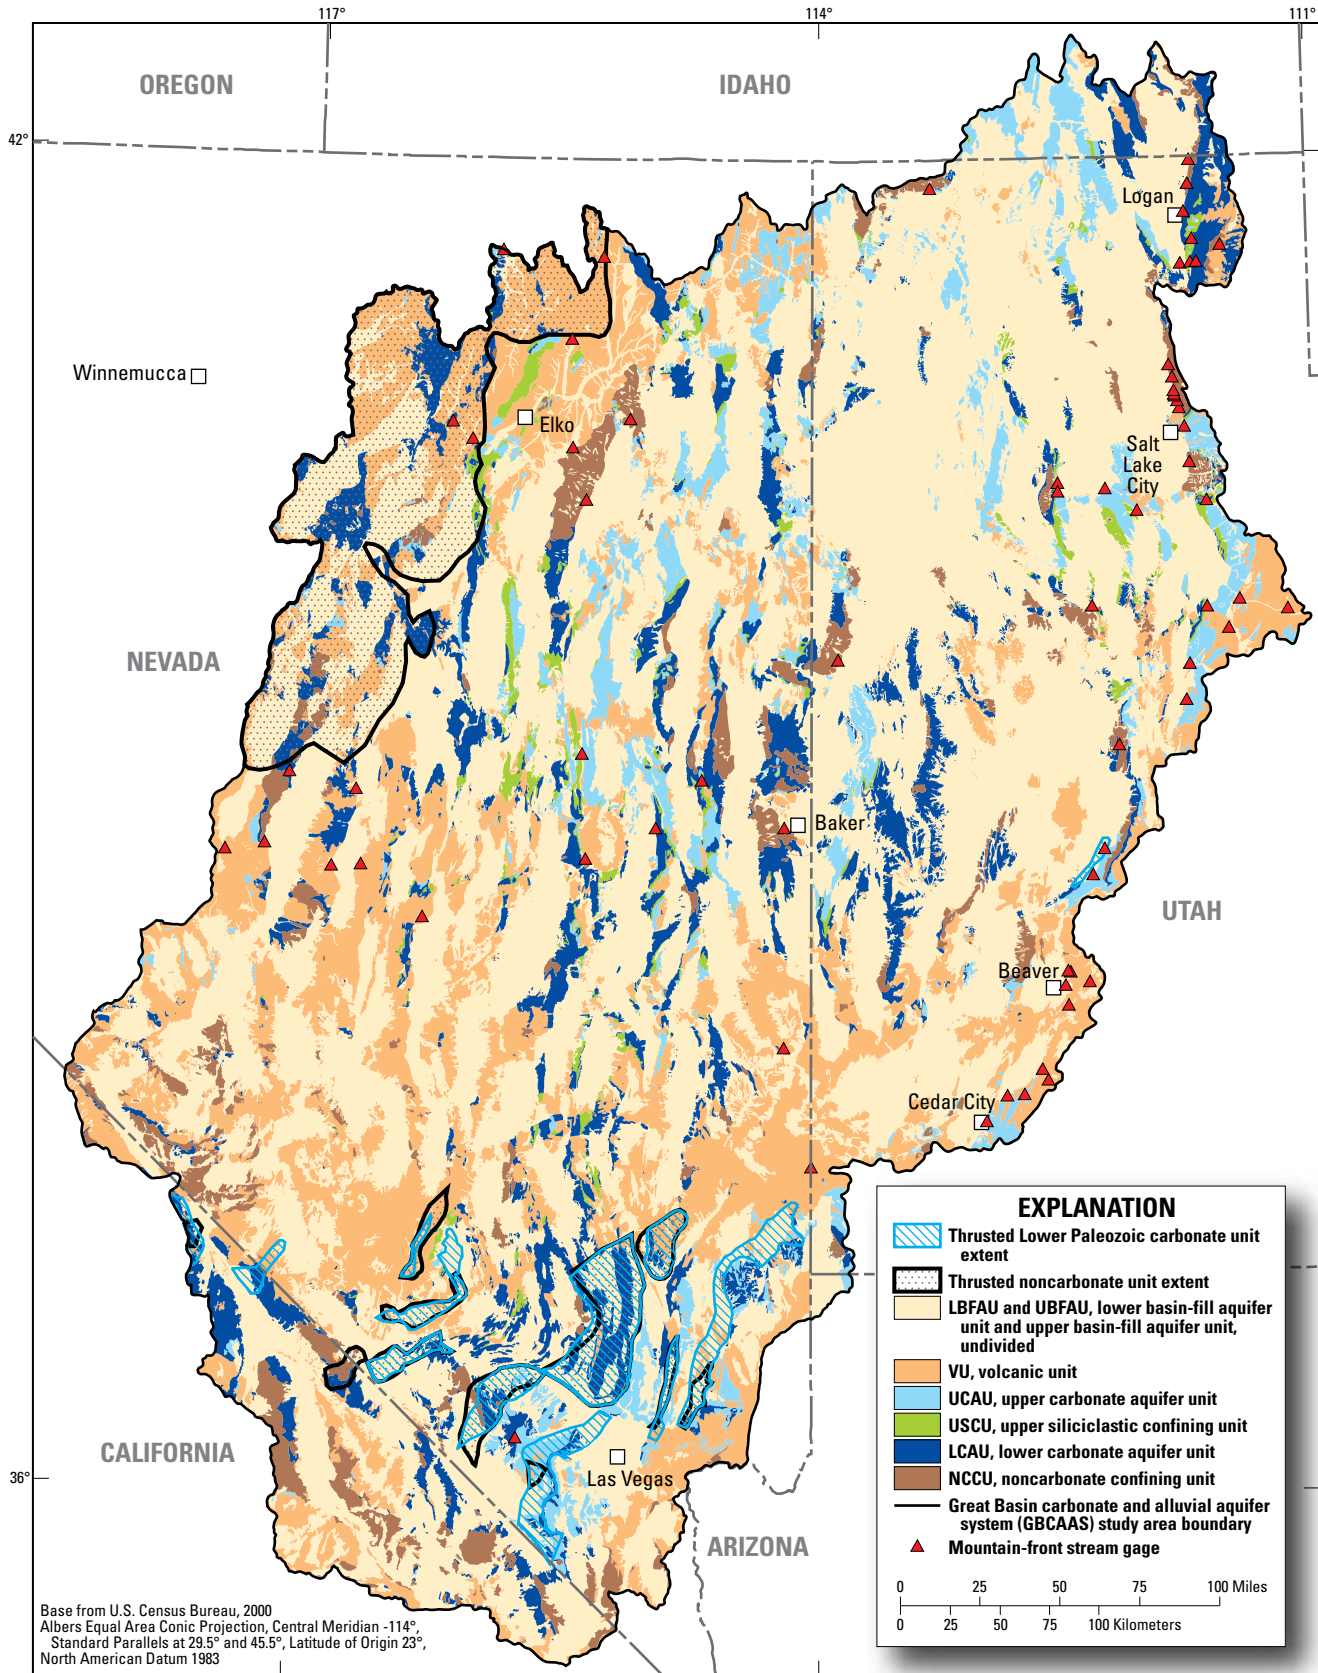 117°
114°
111°
OREGON
IDAHO
42°
Logan
Winnemucca
Elko
Salt
Lake
City
NEVADA
Baker
UTAH
Beaver
Cedar City
EXPLANATION
Thrusted Lower Paleozoic carbonate unit
extent
Thrusted noncarbonate unit extent
LBFAU and UBFAU, lower basin-fill aquifer
unit and upper basin-fill aquifer unit,
undivided
VU, volcanic unit
UCAU, upper carbonate aquifer unit
USCU, upper siliciclastic confining unit
LCAU, lower carbonate aquifer unit
NCCU, noncarbonate confining unit
Great Basin carbonate and alluvial aquifer
system (GBCAAS) study area boundary
Mountain-front stream gage
0 25 50 75 100 Miles
0 25 50 75 100 Kilometers
CALIFORNIA
36°
Las Vegas
ARIZONA
Base from U.S. Census Bureau, 2000
Albers Equal Area Conic Projection, Central Meridian -114°,
Standard Parallels at 29.5° and 45.5°, Latitude of Origin 23°,
North American Datum 1983